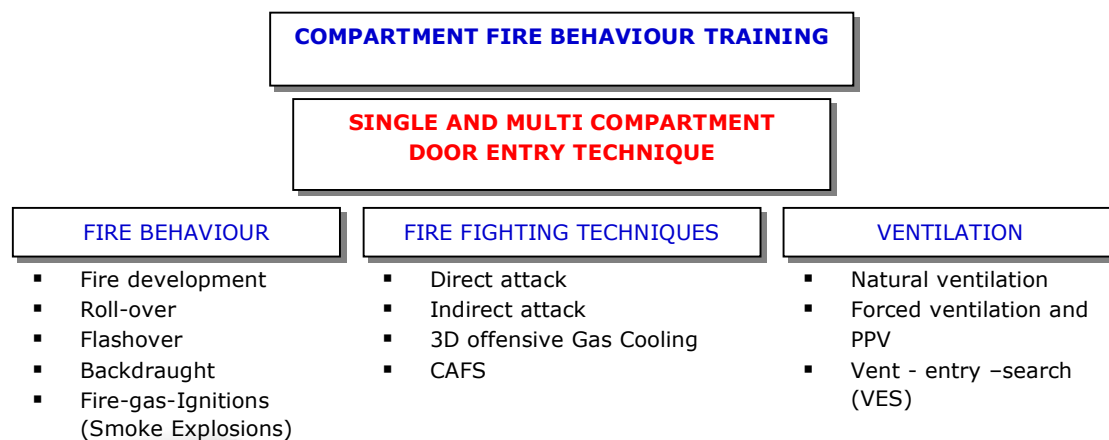 COMPARTMENT FIRE BEHAVIOUR TRAINING
SINGLE AND MULTI COMPARTMENT
DOOR ENTRY TECHNIQUE
FIRE BEHAVIOUR
▪ Fire development
▪ Roll-over
▪ Flashover
▪ Backdraught
▪ Fire-gas-Ignitions
(Smoke Explosions)
FIRE FIGHTING TECHNIQUES
▪ Direct attack
▪ Indirect attack
▪ 3D offensive Gas Cooling
▪ CAFS
VENTILATION
▪ Natural ventilation
▪ Forced ventilation and
PPV
▪ Vent - entry –search
(VES)